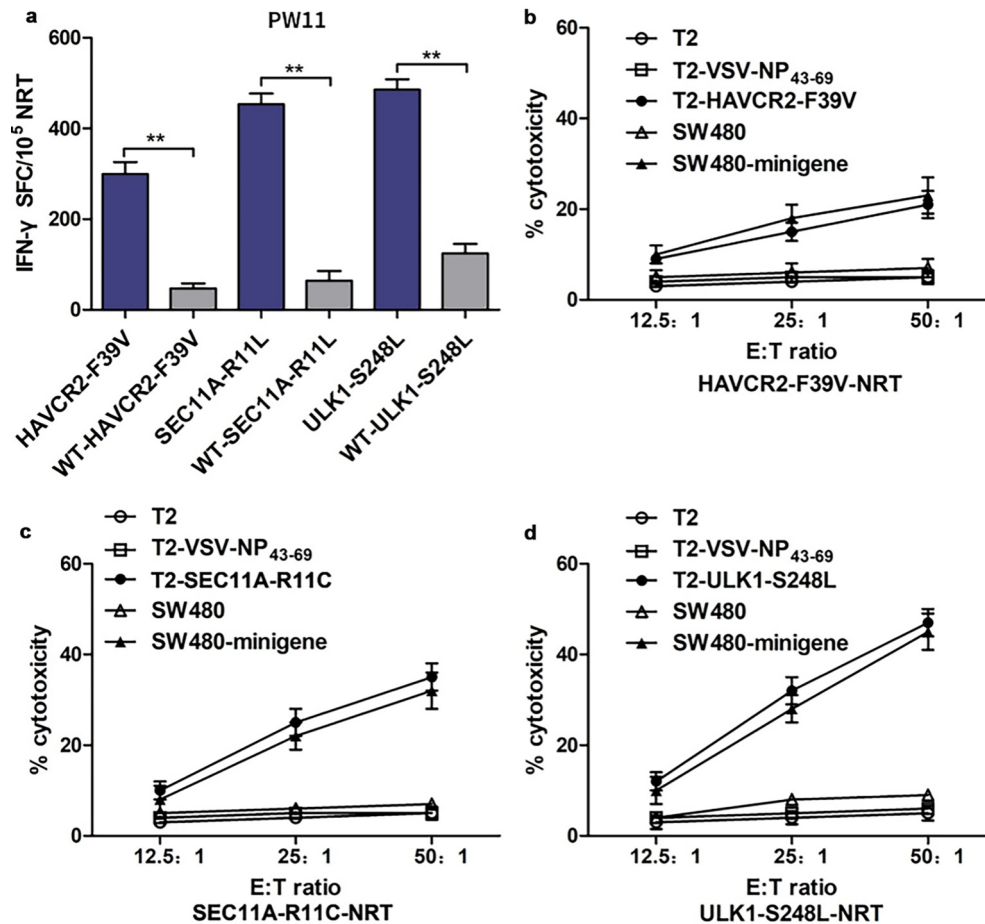 a
PW11
600
400
200
0
IFN-γ SFC/10⁵ NRT
**
**
**
HAVCR2-F39V
WT-HAVCR2-F39V
SEC11A-R11L
WT-SEC11A-R11L
ULK1-S248L
WT-ULK1-S248L
b
60
40
20
0
% cytotoxicity
T2
T2-VSV-NP₄₃₋₆₉
T2-HAVCR2-F39V
SW480
SW480-minigene
12.5: 1
25: 1
50: 1
E:T ratio
HAVCR2-F39V-NRT
c
T2
T2-VSV-NP₄₃₋₆₉
T2-SEC11A-R11C
SW480
SW480-minigene
60
40
20
0
% cytotoxicity
12.5: 1
25: 1
50: 1
E:T ratio
SEC11A-R11C-NRT
d
T2
T2-VSV-NP₄₃₋₆₉
T2-ULK1-S248L
SW480
SW480-minigene
60
40
20
0
% cytotoxicity
12.5: 1
25: 1
50: 1
E:T ratio
ULK1-S248L-NRT